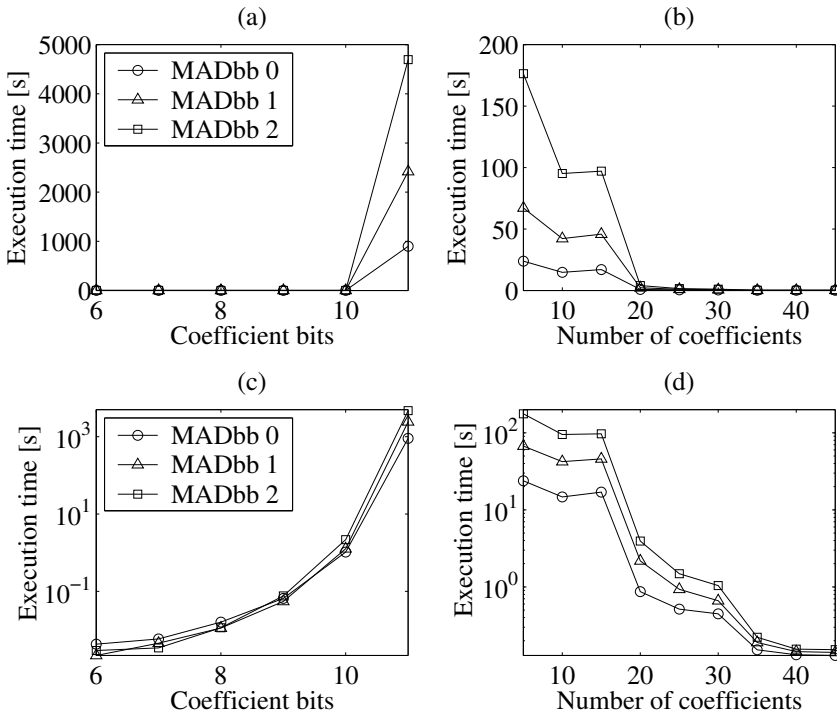 (a)
5000
4000
3000
2000
1000
0
Execution time [s]
MADbb 0
MADbb 1
MADbb 2
6 8 10
Coefficient bits
(b)
200
150
100
50
0
Execution time [s]
10 20 30 40
Number of coefficients
(c)
10^3
10^1
10^-1
Execution time [s]
MADbb 0
MADbb 1
MADbb 2
6 8 10
Coefficient bits
(d)
10^2
10^1
10^0
Execution time [s]
10 20 30 40
Number of coefficients